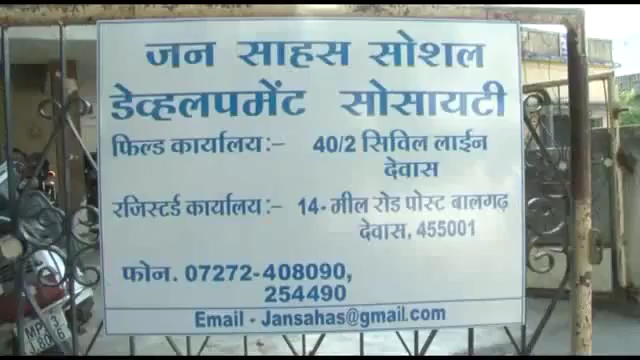 जन साहस सोशल
डेव्हलपमेंट सोसायटी
फिल्ड कार्यालय:- 40/2 सिविल लाईन
देवास
रजिस्टर्ड कार्यालय:- 14- मील रोड पोस्ट बालगढ़
देवास, 455001
फोन. 07272-408090,
254490
Email - Jansahas@gmail.com